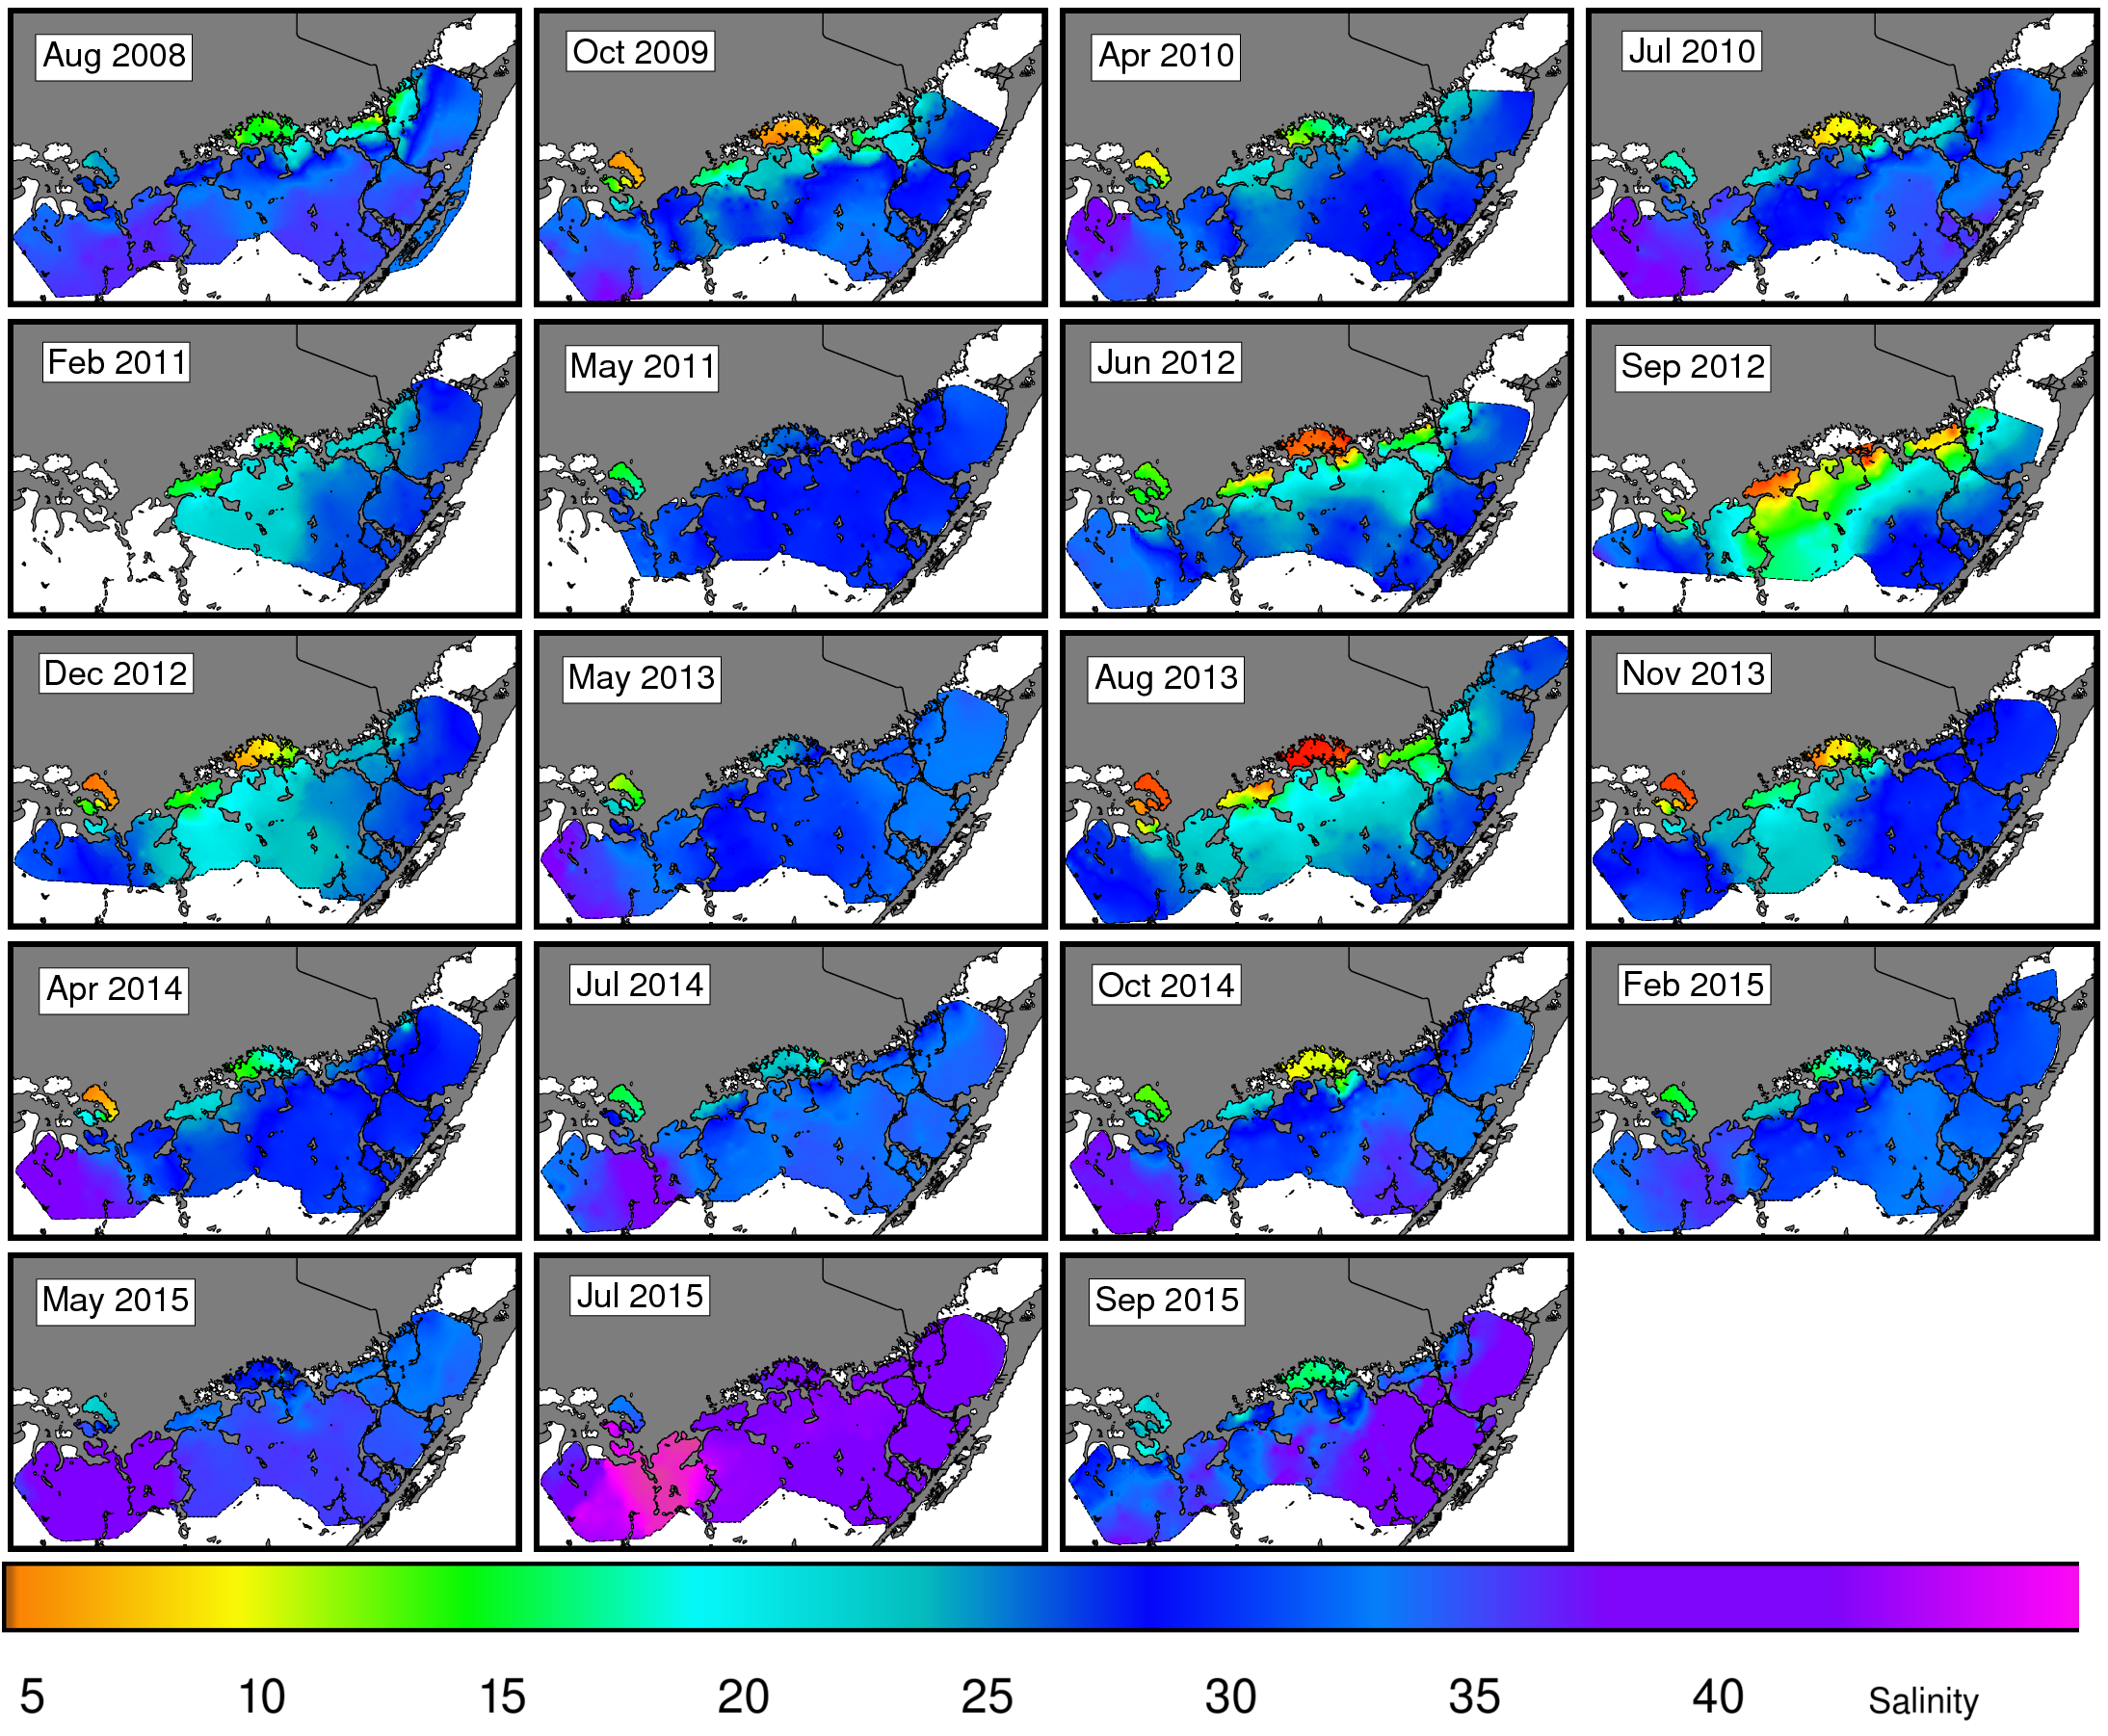 Aug 2008
Oct 2009
Apr 2010
Jul 2010
Feb 2011
May 2011
Jun 2012
Sep 2012
Dec 2012
May 2013
Aug 2013
Nov 2013
Apr 2014
Jul 2014
Oct 2014
Feb 2015
May 2015
Jul 2015
Sep 2015
5 10 15 20 25 30 35 40 Salinity